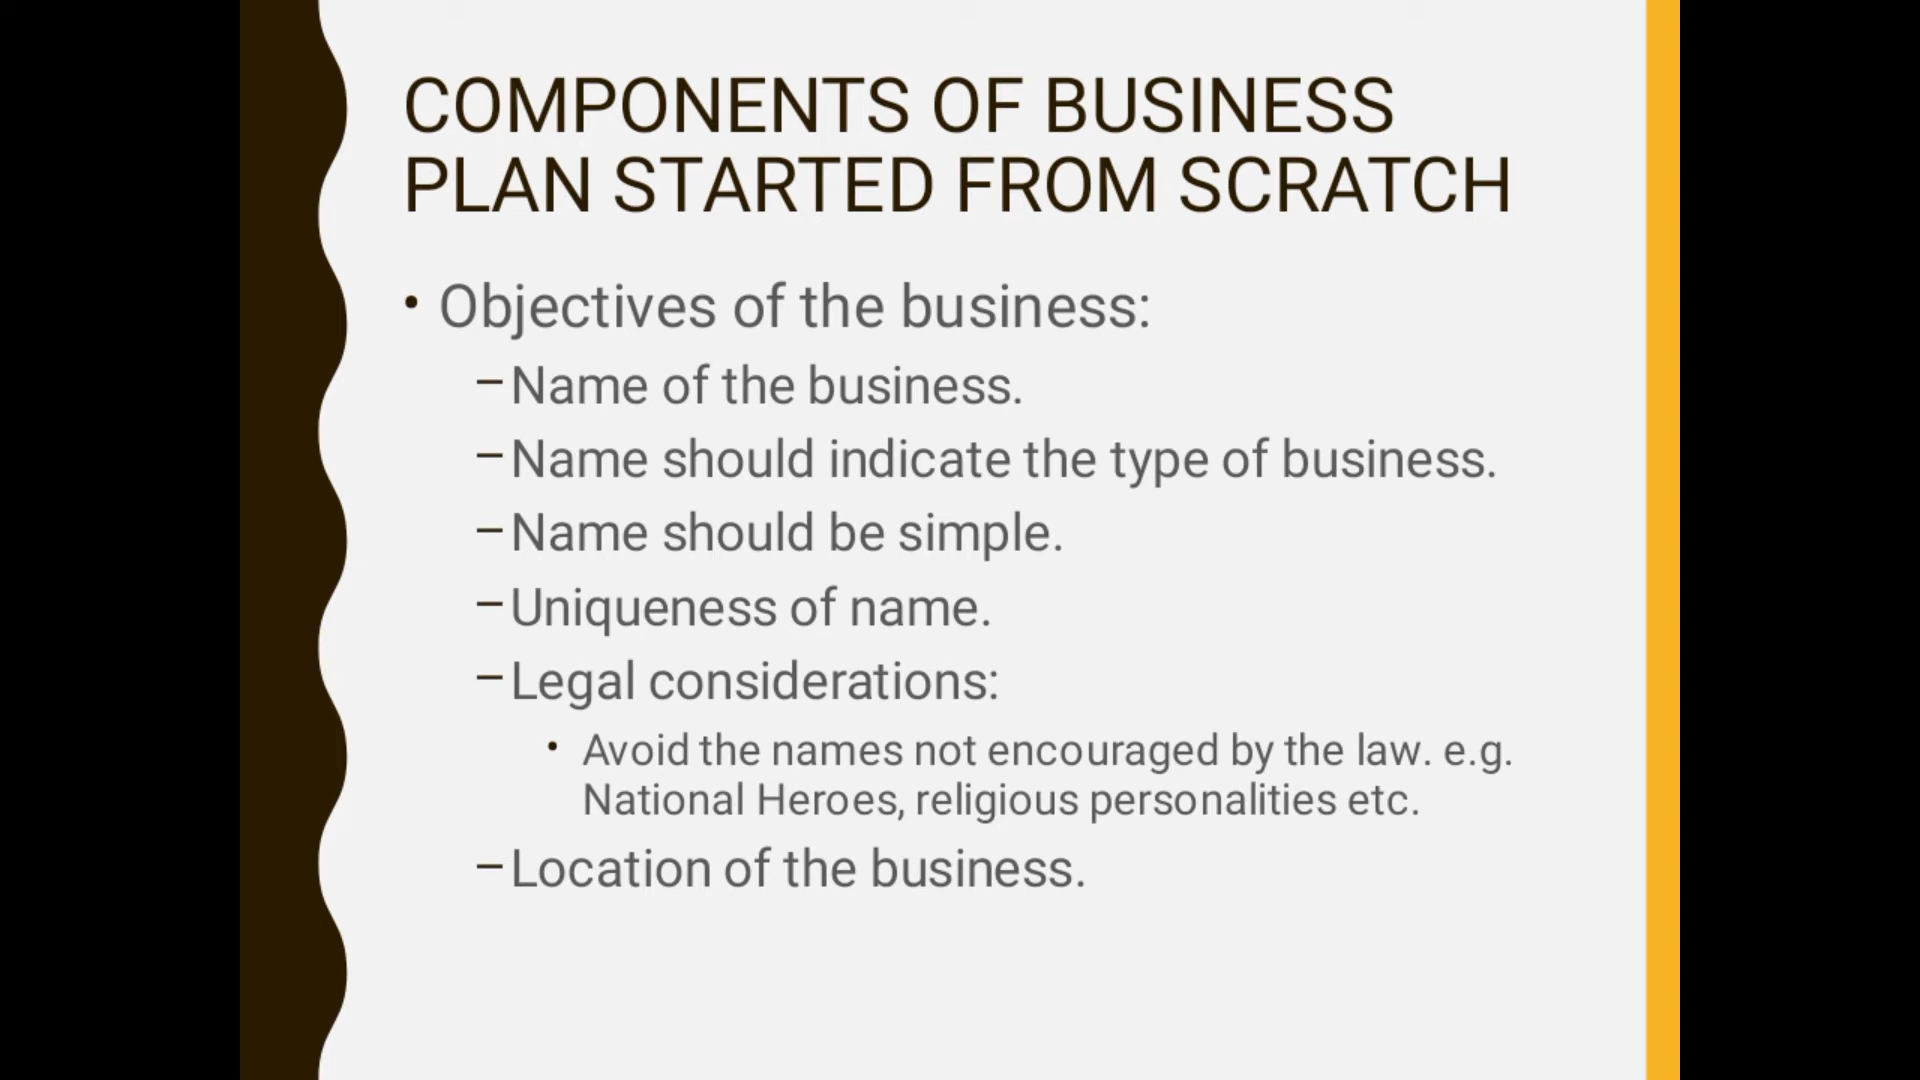 COMPONENTS OF BUSINESS
PLAN STARTED FROM SCRATCH
• Objectives of the business:
– Name of the business.
– Name should indicate the type of business.
– Name should be simple.
– Uniqueness of name.
– Legal considerations:
• Avoid the names not encouraged by the law. e.g.
National Heroes, religious personalities etc.
– Location of the business.